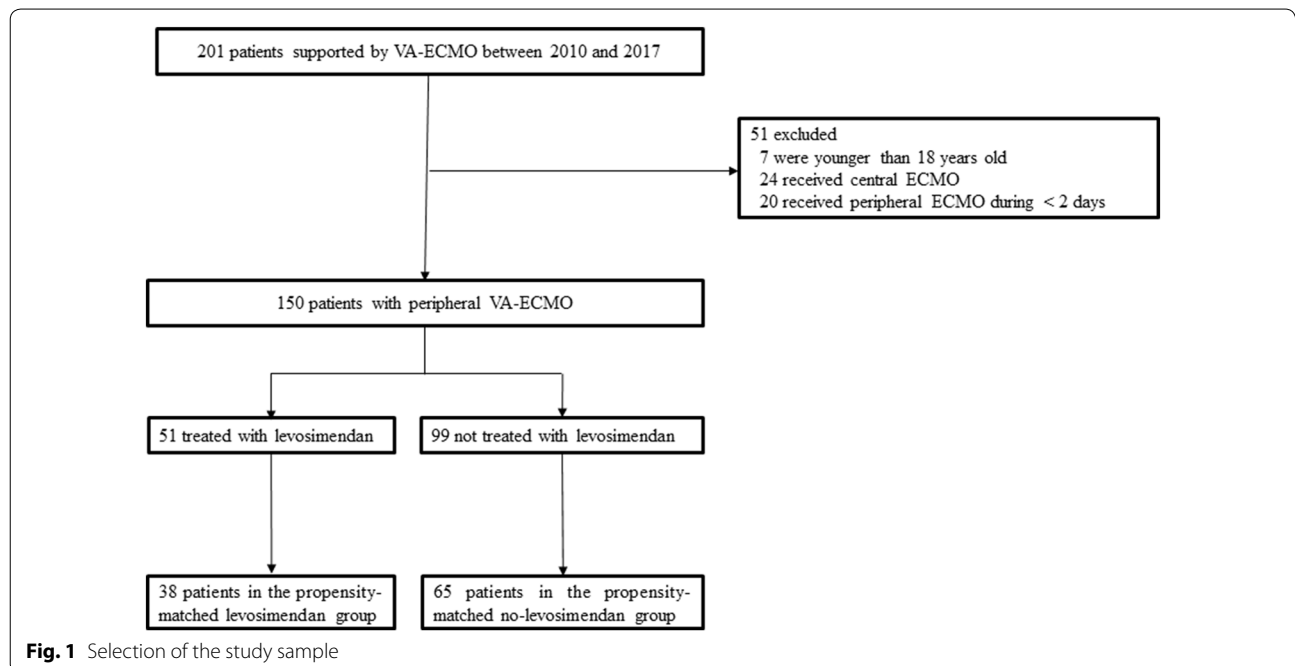 201 patients supported by VA-ECMO between 2010 and 2017
51 excluded
7 were younger than 18 years old
24 received central ECMO
20 received peripheral ECMO during < 2 days
150 patients with peripheral VA-ECMO
51 treated with levosimendan
99 not treated with levosimendan
38 patients in the propensity-
matched levosimendan group
65 patients in the propensity-
matched no-levosimendan group
Fig. 1 Selection of the study sample